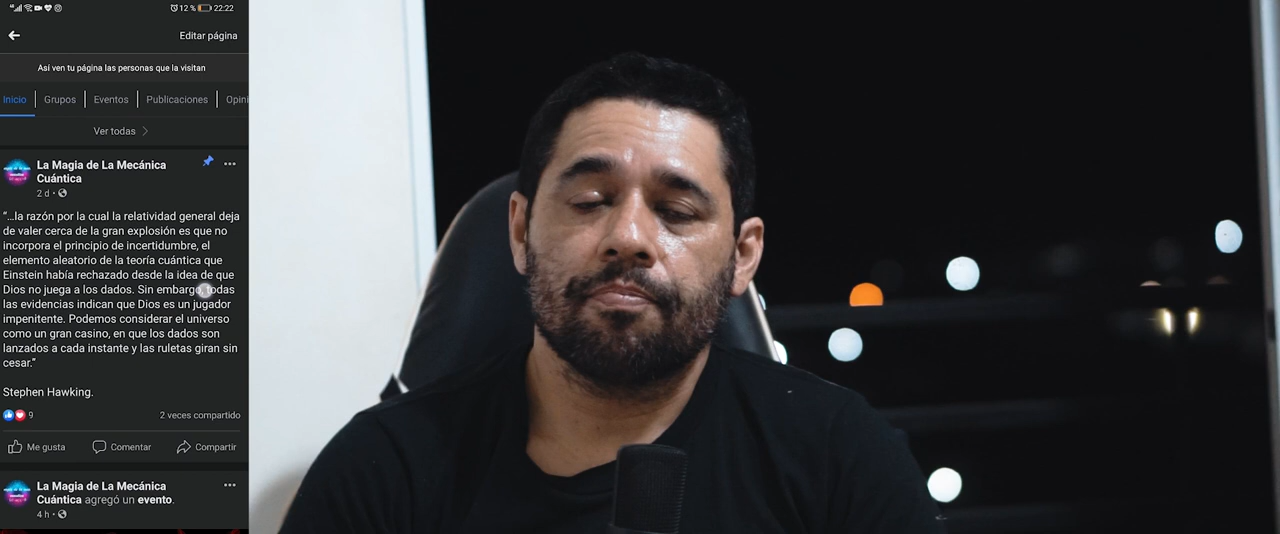 12 % 22:22
Editar página
Así ven tu página las personas que la visitan
Inicio Grupos Eventos Publicaciones Opini
Ver todas
La Magia de La Mecánica
Cuántica
2 d
“...la razón por la cual la relatividad general deja
de valer cerca de la gran explosión es que no
incorpora el principio de incertidumbre, el
elemento aleatorio de la teoría cuántica que
Einstein había rechazado desde la idea de que
Dios no juega a los dados. Sin embargo, todas
las evidencias indican que Dios es un jugador
impenitente. Podemos considerar el universo
como un gran casino, en que los dados son
lanzados a cada instante y las ruletas giran sin
cesar.”
Stephen Hawking.
9 2 veces compartido
Me gusta Comentar Compartir
La Magia de La Mecánica
Cuántica agregó un evento.
4 h